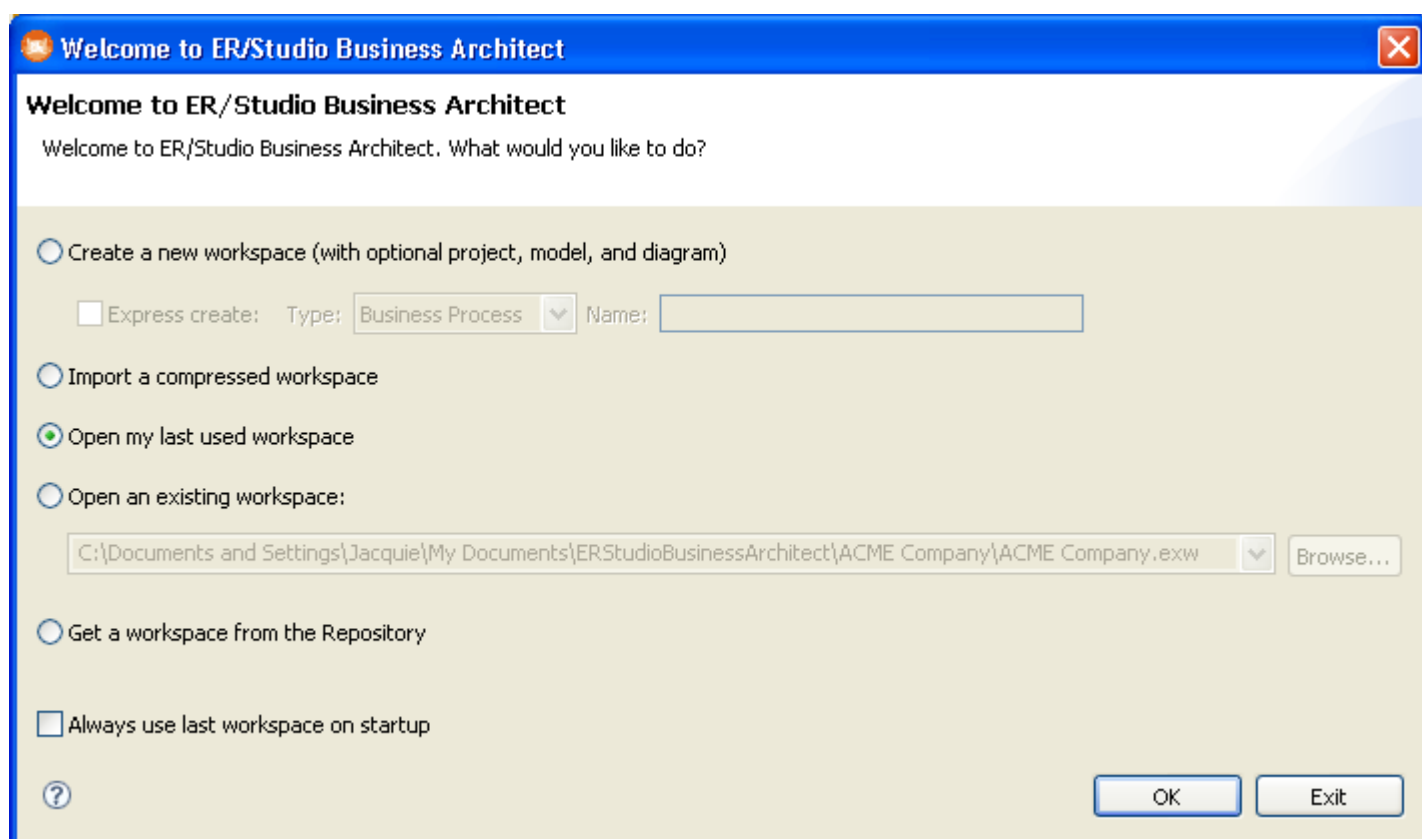 Welcome to ER/Studio Business Architect
Welcome to ER/Studio Business Architect
Welcome to ER/Studio Business Architect. What would you like to do?
Create a new workspace (with optional project, model, and diagram)
Express create: Type: Business Process Name:
Import a compressed workspace
Open my last used workspace
Open an existing workspace:
C:\Documents and Settings\Jacquie\My Documents\ERStudioBusinessArchitect\ACME Company\ACME Company.exw Browse...
Get a workspace from the Repository
Always use last workspace on startup
? OK Exit